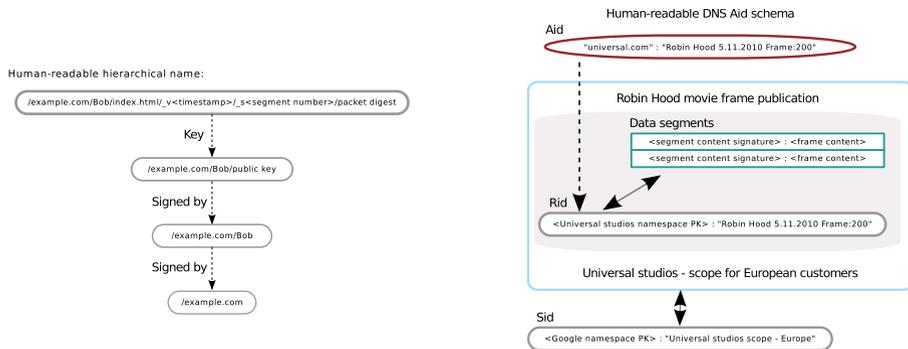 Human-readable hierarchical name:
/example.com/Bob/index.html/_v<timestamp>/_s<segment number>/packet digest
Key
/example.com/Bob/public key
Signed by
/example.com/Bob
Signed by
/example.com
Human-readable DNS Aid schema
Aid
"universal.com" : "Robin Hood 5.11.2010 Frame:200"
Robin Hood movie frame publication
Data segments
<segment content signature> : <frame content>
<segment content signature> : <frame content>
Rid
<Universal studios namespace PK> : "Robin Hood 5.11.2010 Frame:200"
Universal studios - scope for European customers
Sid
<Google namespace PK> : "Universal studios scope - Europe"